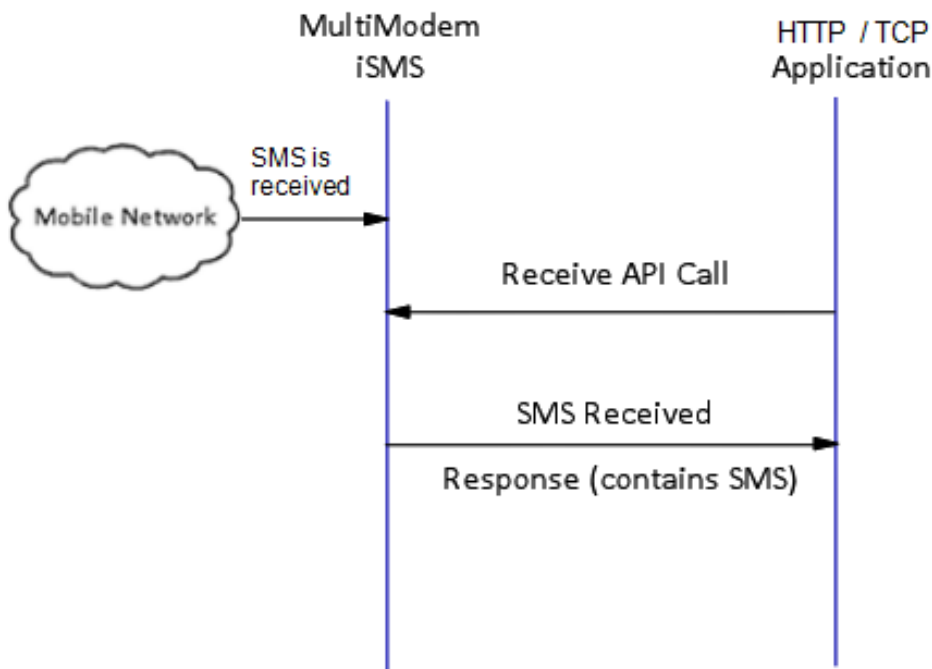 MultiModem
iSMS
HTTP / TCP
Application
SMS is
received
Mobile Network
Receive API Call
SMS Received
Response (contains SMS)